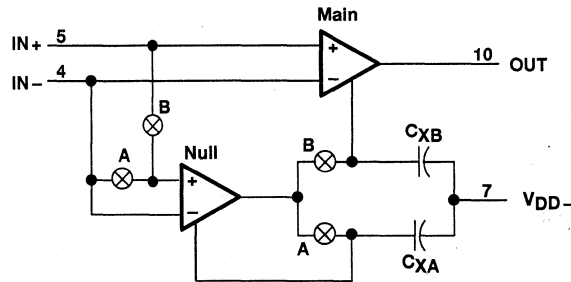 Main
IN+ 5
+
10 OUT
IN− 4
−
B
A
Null
B
CXB
+
7 VDD−
−
A
CXA